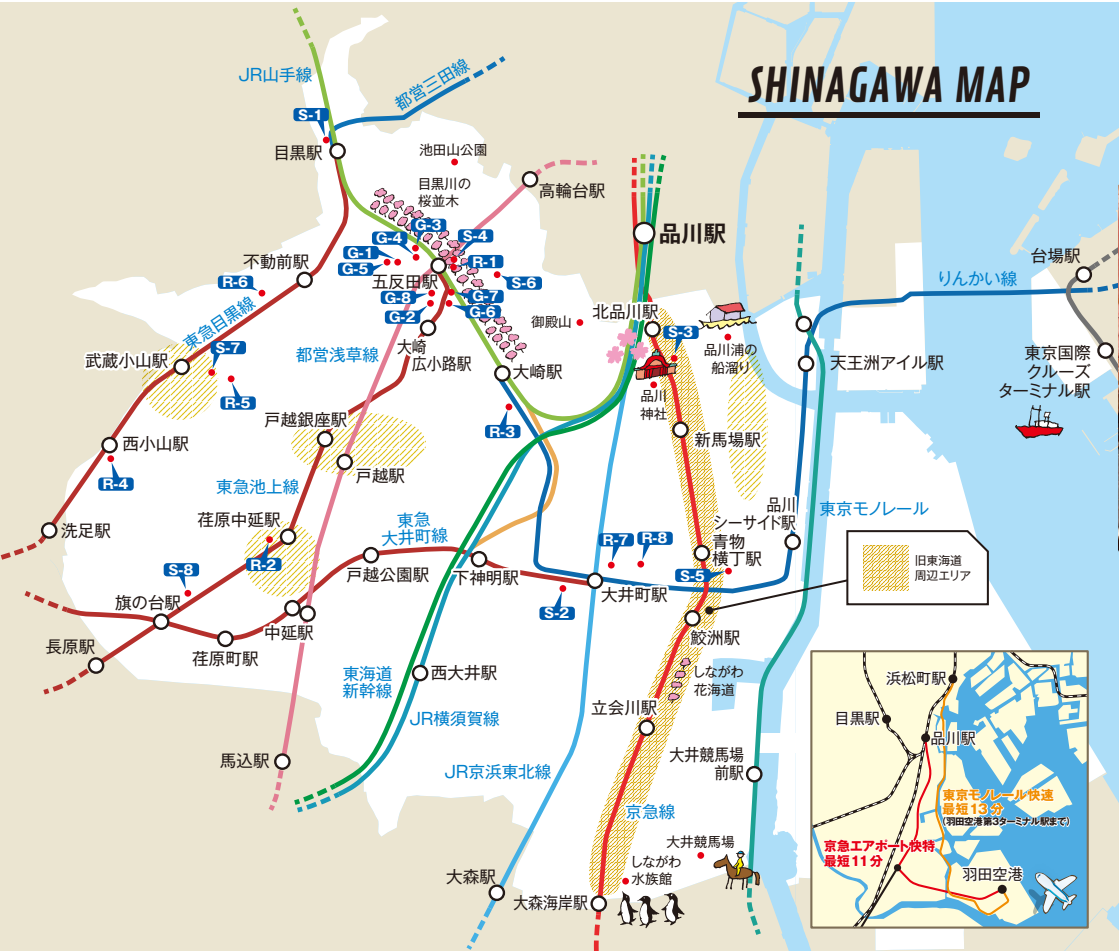 SHINAGAWA MAP
JR山手線
都営三田線
S-1
目黒駅
池田山公園
目黒川の
桜並木
高輪台駅
G-3
G-4
S-4
G-1
G-5
R-1
S-6
五反田駅
G-8
G-7
G-2
G-6
不動前駅
R-6
東急目黒線
品川駅
北品川駅
御殿山
S-3
品川浦の
船溜り
品川
神社
りんかい線
台場駅
天王洲アイル駅
東京国際
クルーズ
ターミナル駅
武蔵小山駅
S-7
R-5
都営浅草線
大崎
広小路駅
大崎駅
R-3
戸越銀座駅
戸越駅
新馬場駅
西小山駅
R-4
東急池上線
荏原中延駅
R-2
東急
大井町線
戸越公園駅
下神明駅
洗足駅
S-8
旗の台駅
長原駅
荏原町駅
中延駅
R-7
R-8
S-2
大井町駅
S-5
青物
横丁駅
品川
シーサイド駅
東京モノレール
旧東海道
周辺エリア
鮫洲駅
しながわ
花海道
東海道
新幹線
西大井駅
JR横須賀線
立会川駅
馬込駅
JR京浜東北線
大井競馬場
前駅
京急線
大井競馬場
大森駅
しながわ
水族館
大森海岸駅
浜松町駅
目黒駅
品川駅
東京モノレール快速
最短13分
(羽田空港第3ターミナル駅まで)
京急エアポート快特
最短11分
羽田空港